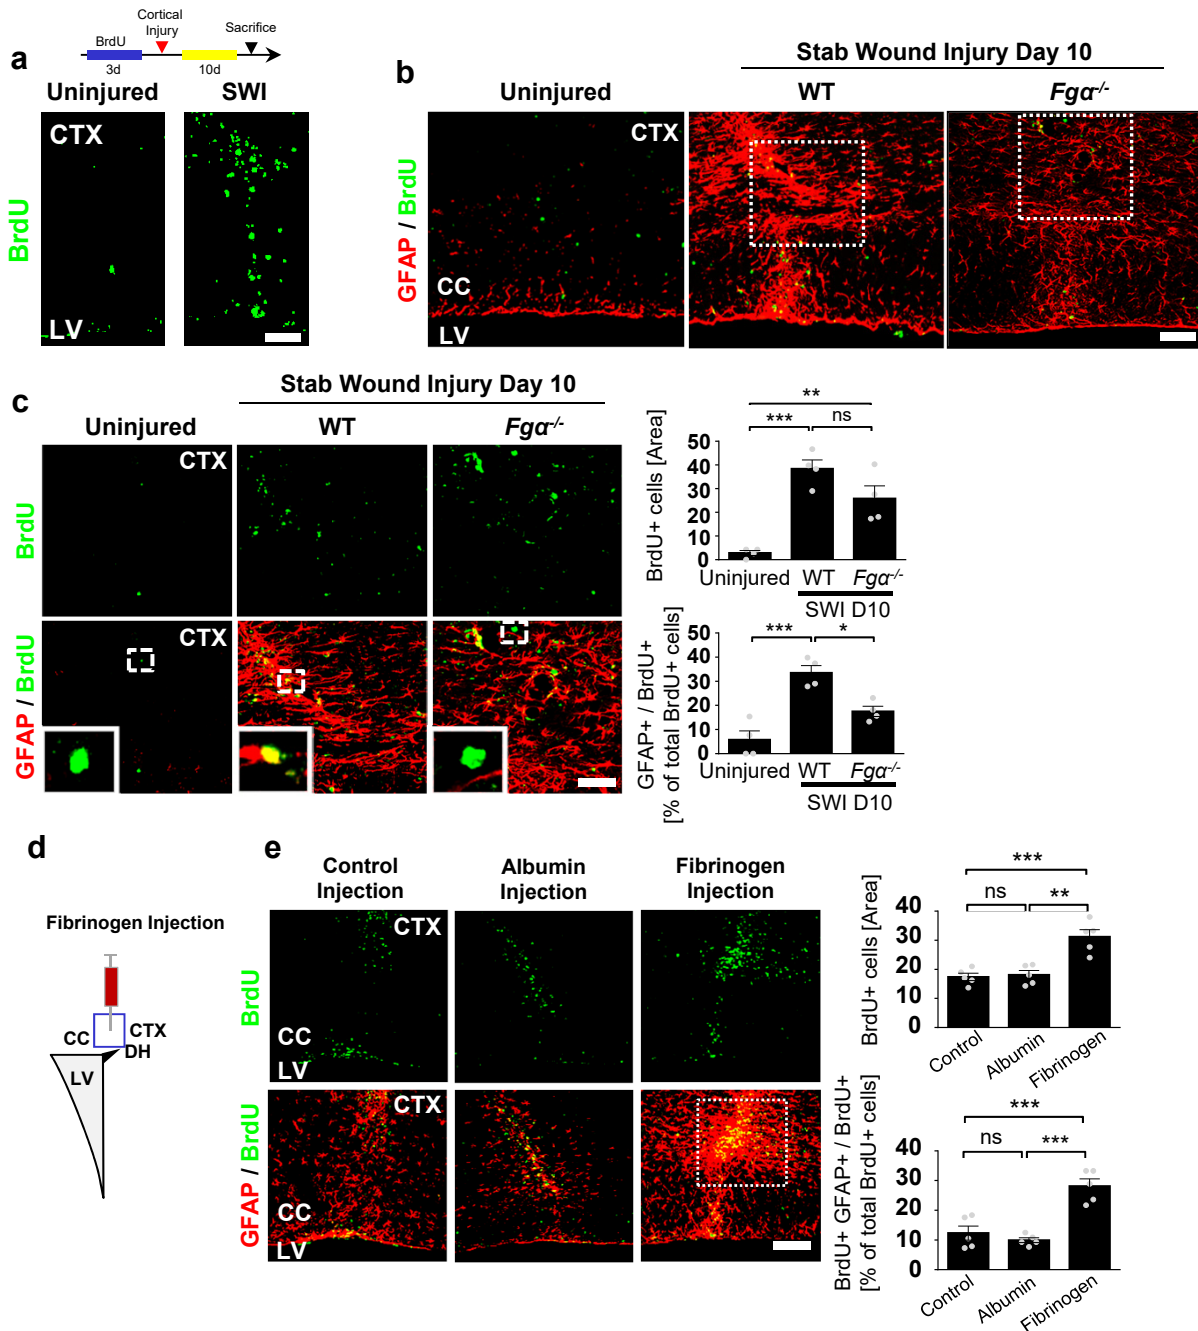 a
BrdU
Cortical
Injury
Sacrifice
3d
10d
Uninjured
SWI
BrdU
CTX
LV
b
Stab Wound Injury Day 10
Uninjured
WT
Fgα-/-
GFAP / BrdU
CTX
CC
LV
c
Stab Wound Injury Day 10
Uninjured
WT
Fgα-/-
BrdU
CTX
GFAP / BrdU
CTX
BrdU+ cells [Area]
**
***
ns
50
40
30
20
10
0
Uninjured
WT
Fgα-/-
SWI D10
GFAP+ / BrdU+
[% of total BrdU+ cells]
***
*
50
40
30
20
10
0
Uninjured
WT
Fgα-/-
SWI D10
d
Fibrinogen Injection
CC
CTX
DH
LV
e
Control
Injection
Albumin
Injection
Fibrinogen
Injection
BrdU
CTX
CC
LV
GFAP / BrdU
CTX
CC
LV
BrdU+ cells [Area]
***
ns
**
40
30
20
10
0
Control
Albumin
Fibrinogen
BrdU+ GFAP+ / BrdU+
[% of total BrdU+ cells]
***
ns
***
40
30
20
10
0
Control
Albumin
Fibrinogen